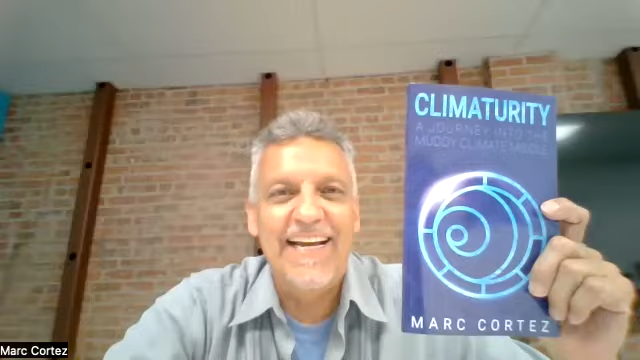 CLIMATURITY
A JOURNEY INTO THE
MUDDY CLIMATE MIDDLE
MARC CORTEZ
Marc Cortez